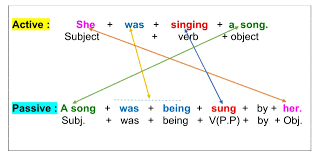 Active : She + was + singing + a song.
Subject + verb + object
Passive : A song + was + being + sung + by + her.
Subj. + was + being + V(P.P) + by + Obj.